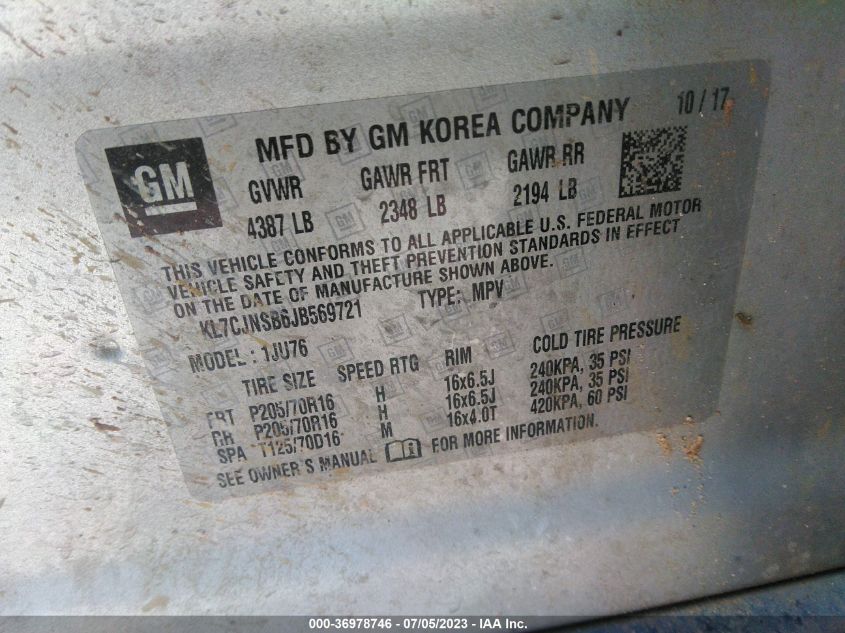 GM
MFD BY GM KOREA COMPANY 10 / 17
GVWR GAWR FRT GAWR RR
4387 LB 2348 LB 2194 LB
THIS VEHICLE CONFORMS TO ALL APPLICABLE U.S. FEDERAL MOTOR
VEHICLE SAFETY AND THEFT PREVENTION STANDARDS IN EFFECT
ON THE DATE OF MANUFACTURE SHOWN ABOVE.
KL7CJNSB6JB569721 TYPE: MPV
MODEL : 1JU76
TIRE SIZE SPEED RTG RIM COLD TIRE PRESSURE
FRT P205/70R16 H 16x6.5J 240KPA, 35 PSI
RR P205/70R16 H 16x6.5J 240KPA, 35 PSI
SPA T125/70D16 M 16x4.0T 420KPA, 60 PSI
SEE OWNER'S MANUAL FOR MORE INFORMATION.
000-36978746 - 07/05/2023 - IAA Inc.